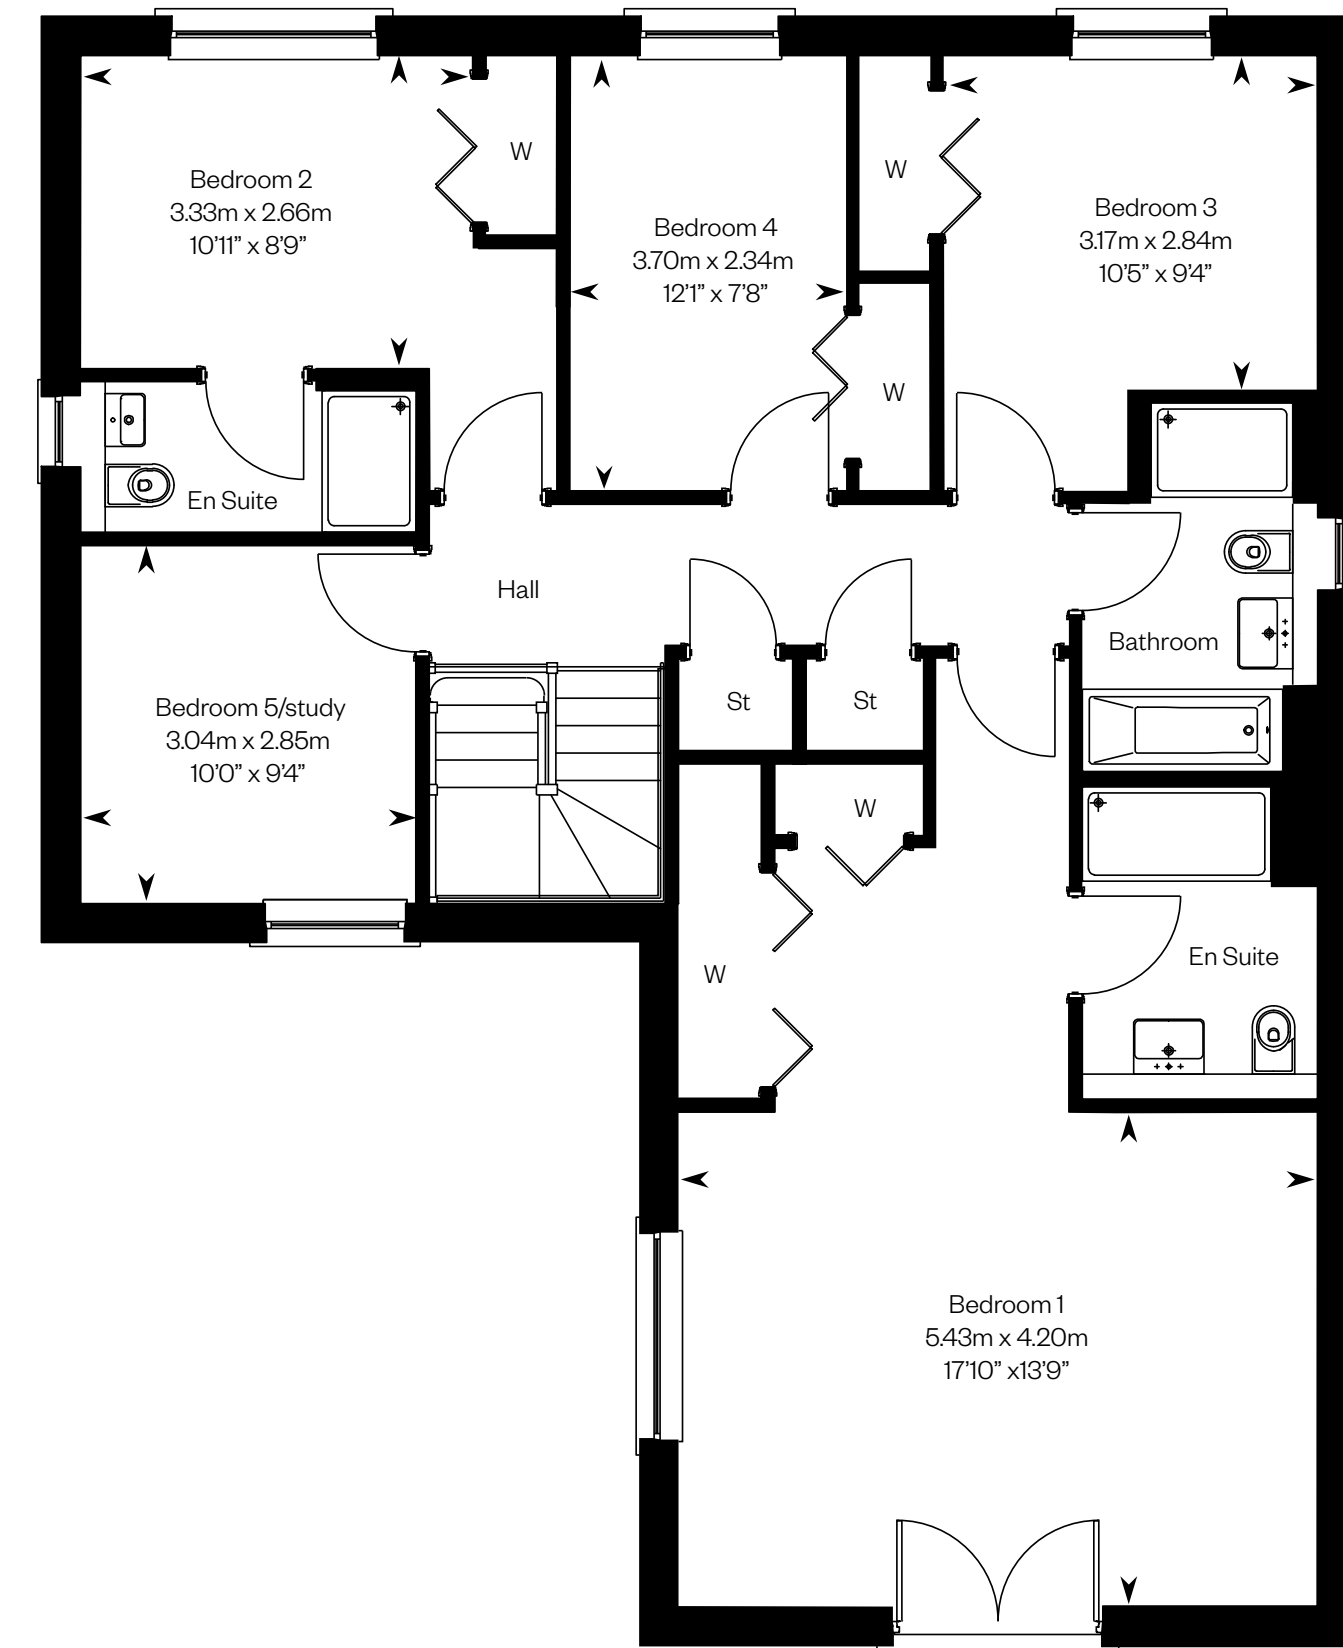 Bedroom 2
3.33m x 2.66m
10’11” x 8’9”
W
Bedroom 4
3.70m x 2.34m
12’1” x 7’8”
W
Bedroom 3
3.17m x 2.84m
10’5” x 9’4”
W
En Suite
Hall
Bathroom
Bedroom 5/study
3.04m x 2.85m
10’0” x 9’4”
St
St
W
W
En Suite
Bedroom 1
5.43m x 4.20m
17’10” x13’9”